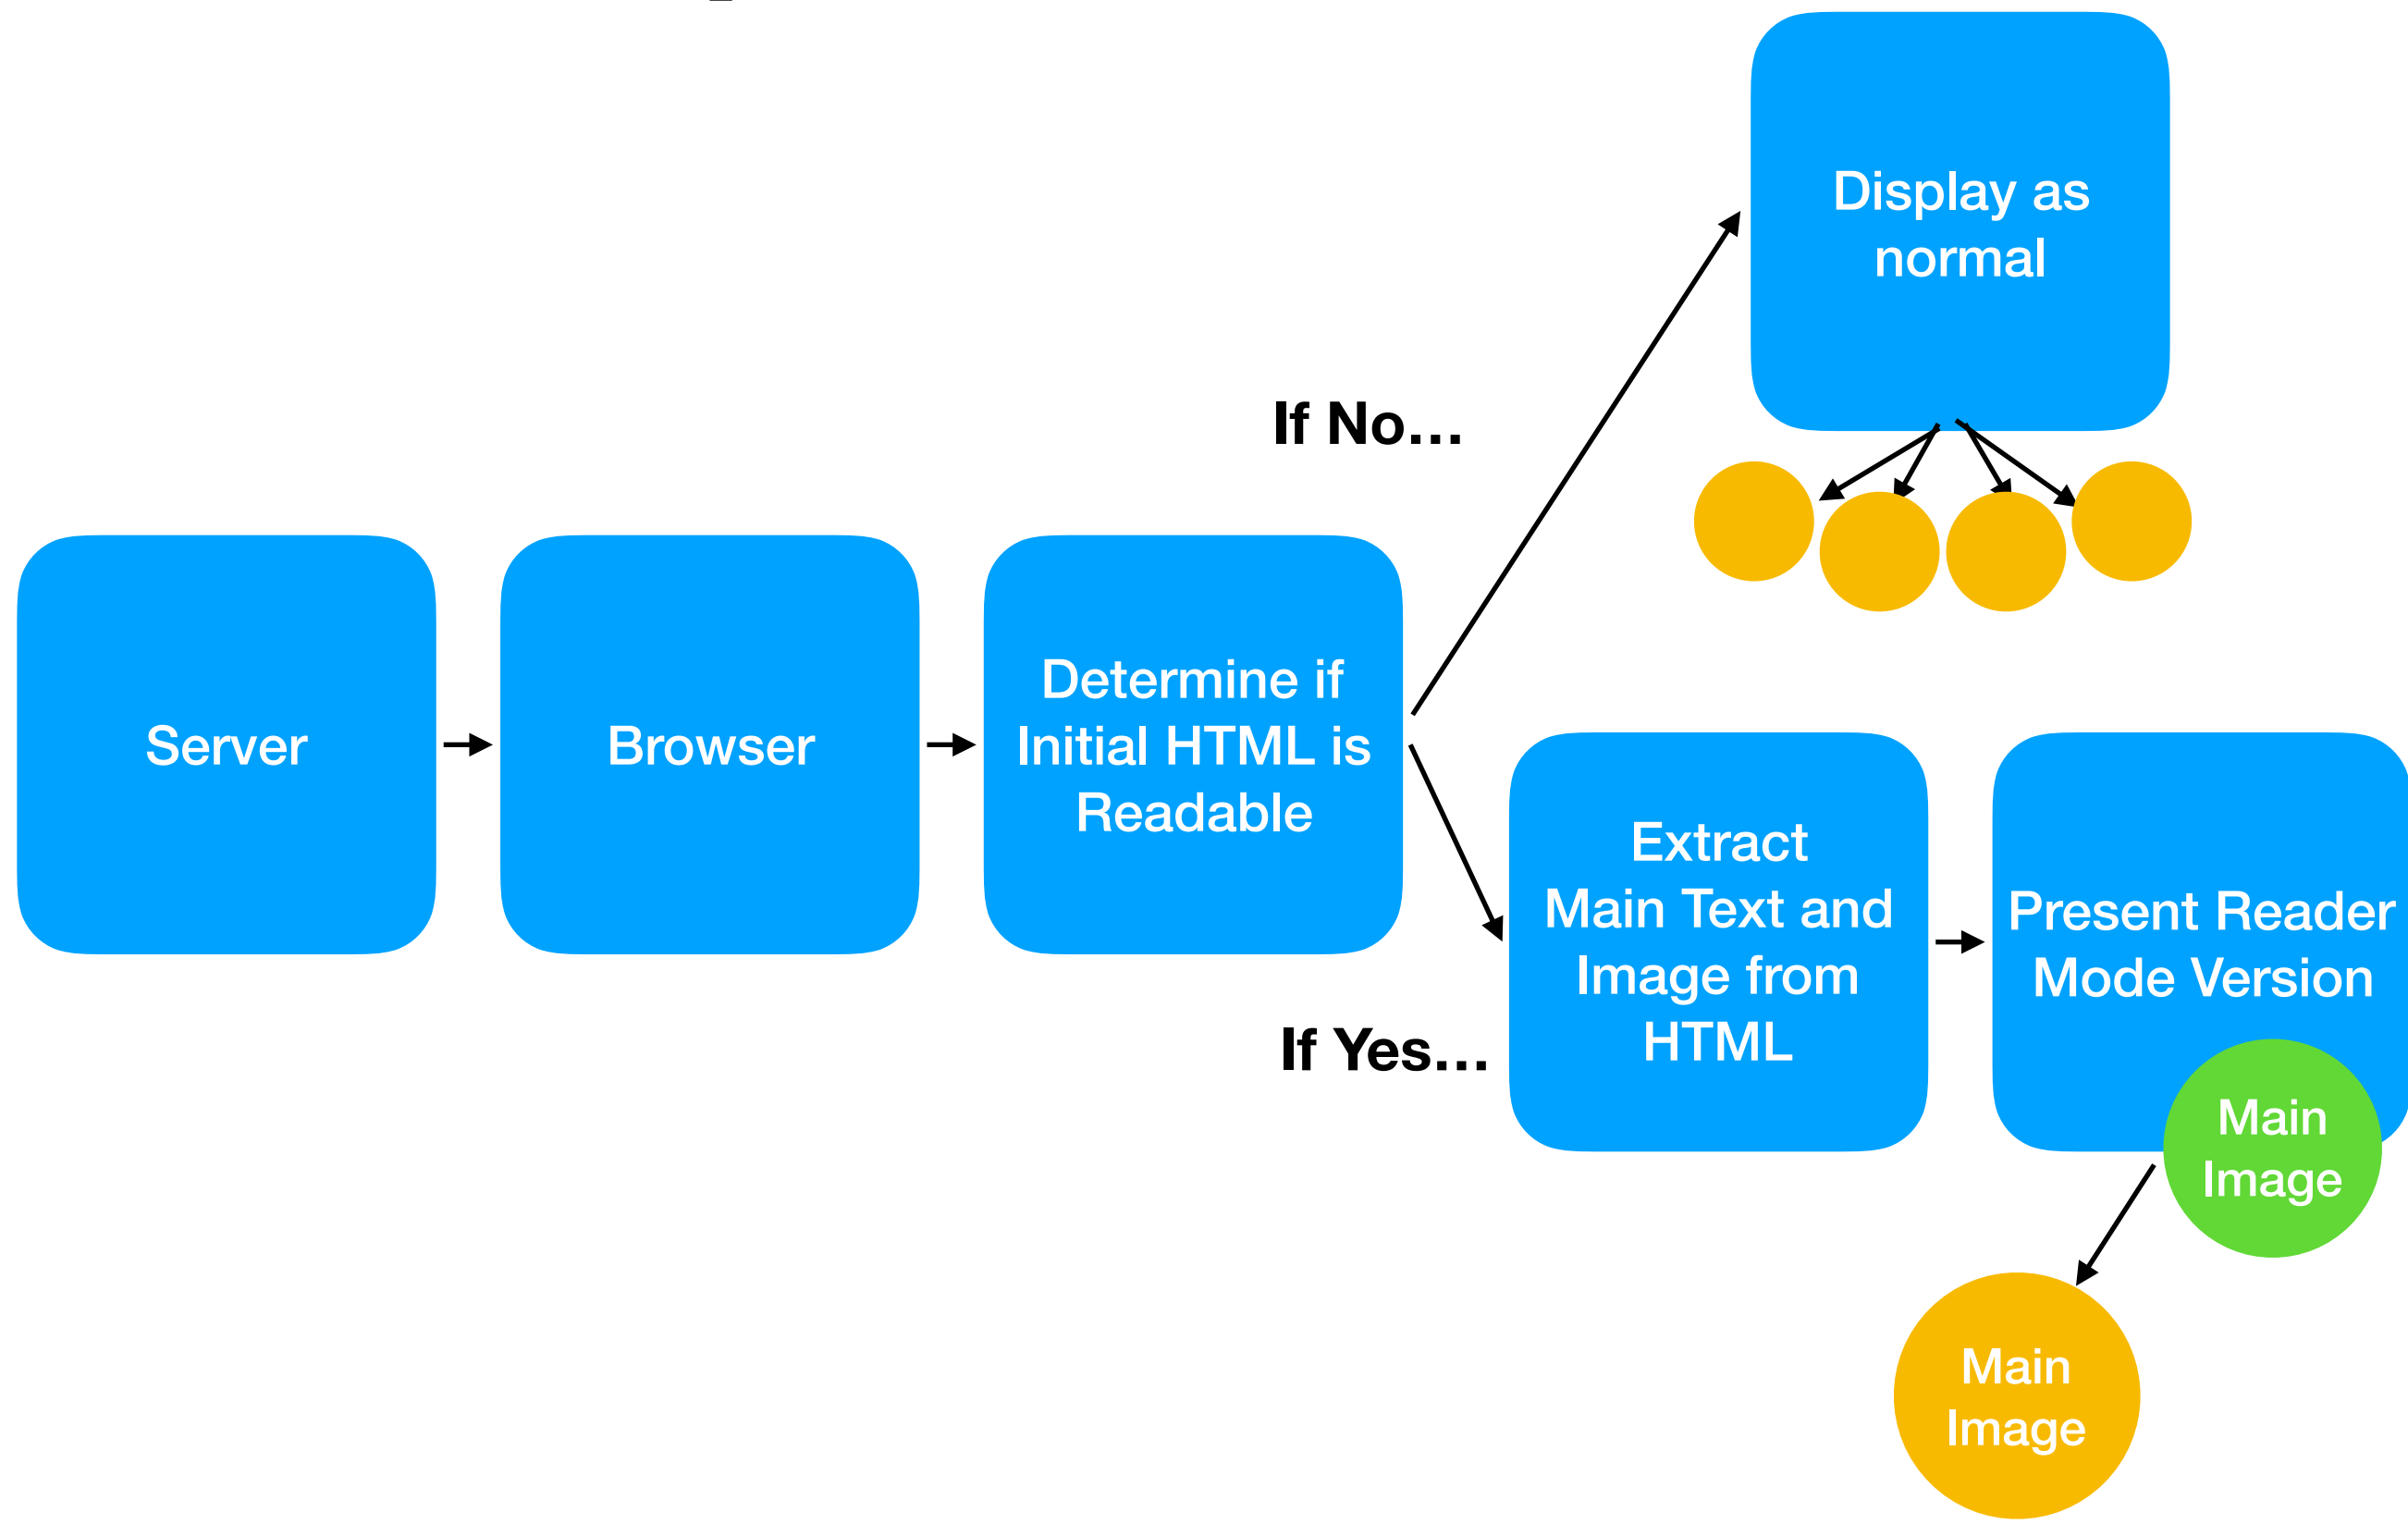 Display as
normal
If No...
Server
Browser
Determine if
Initial HTML is
Readable
If Yes...
Extract
Main Text and
Image from
HTML
Present Reader
Mode Version
Main
Image
Main
Image